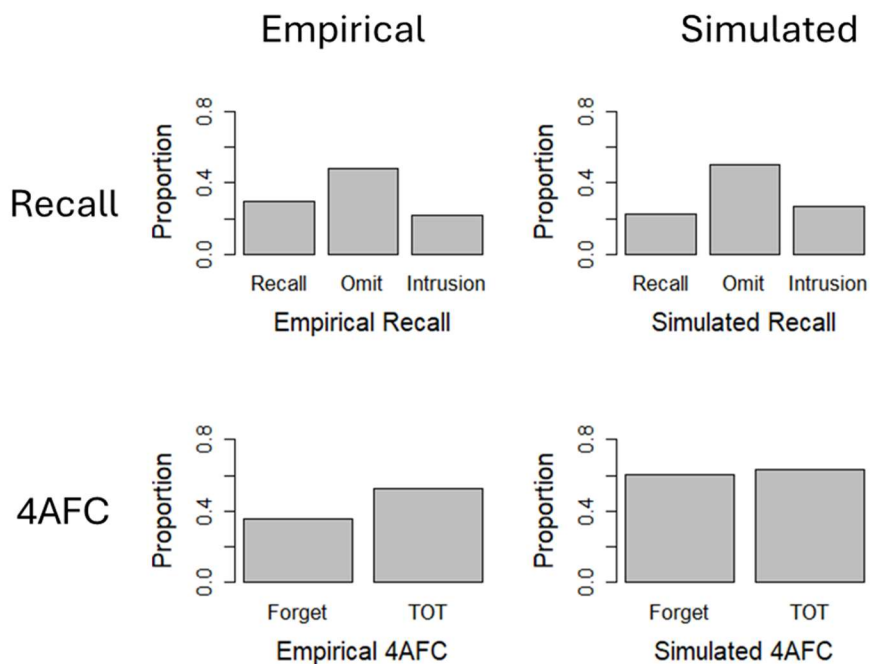 Empirical
Simulated
Recall
Proportion
0.0 0.4 0.8
Recall Omit Intrusion
Empirical Recall
Proportion
0.0 0.4 0.8
Recall Omit Intrusion
Simulated Recall
4AFC
Proportion
0.0 0.4 0.8
Forget TOT
Empirical 4AFC
Proportion
0.0 0.4 0.8
Forget TOT
Simulated 4AFC